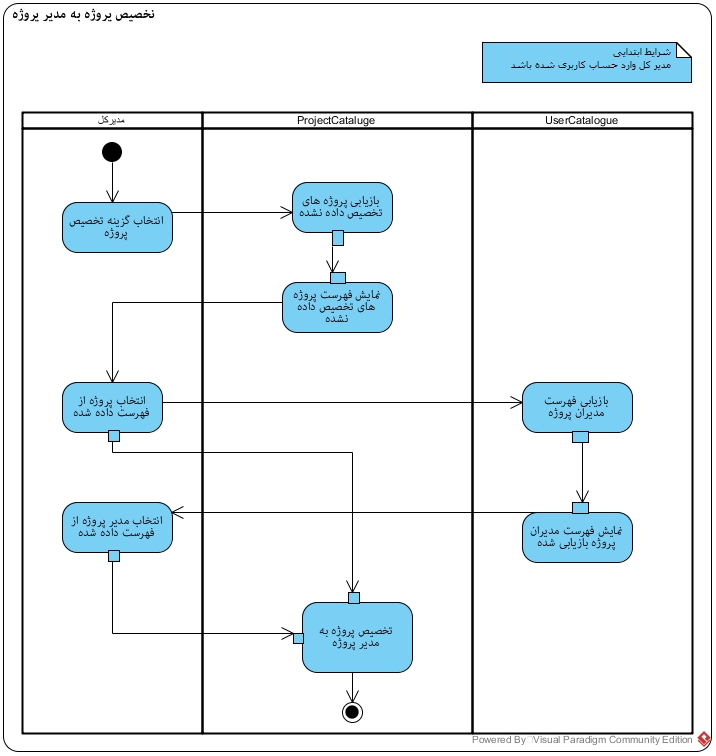 تخصیص پروژه به مدیر پروژه
شرایط ابتدایی
مدیر کل وارد حساب کاربری شده باشد
مدیرکل
ProjectCataluge
UserCatalogue
انتخاب گزینه تخصیص
پروژه
بازیابی پروژه های
تخصیص داده نشده
نمایش فهرست پروژه
های تخصیص داده
نشده
انتخاب پروژه از
فهرست داده شده
بازیابی فهرست
مدیران پروژه
نمایش فهرست مدیران
پروژه بازیابی شده
انتخاب مدیر پروژه از
فهرست داده شده
تخصیص پروژه به
مدیر پروژه
Powered By Visual Paradigm Community Edition